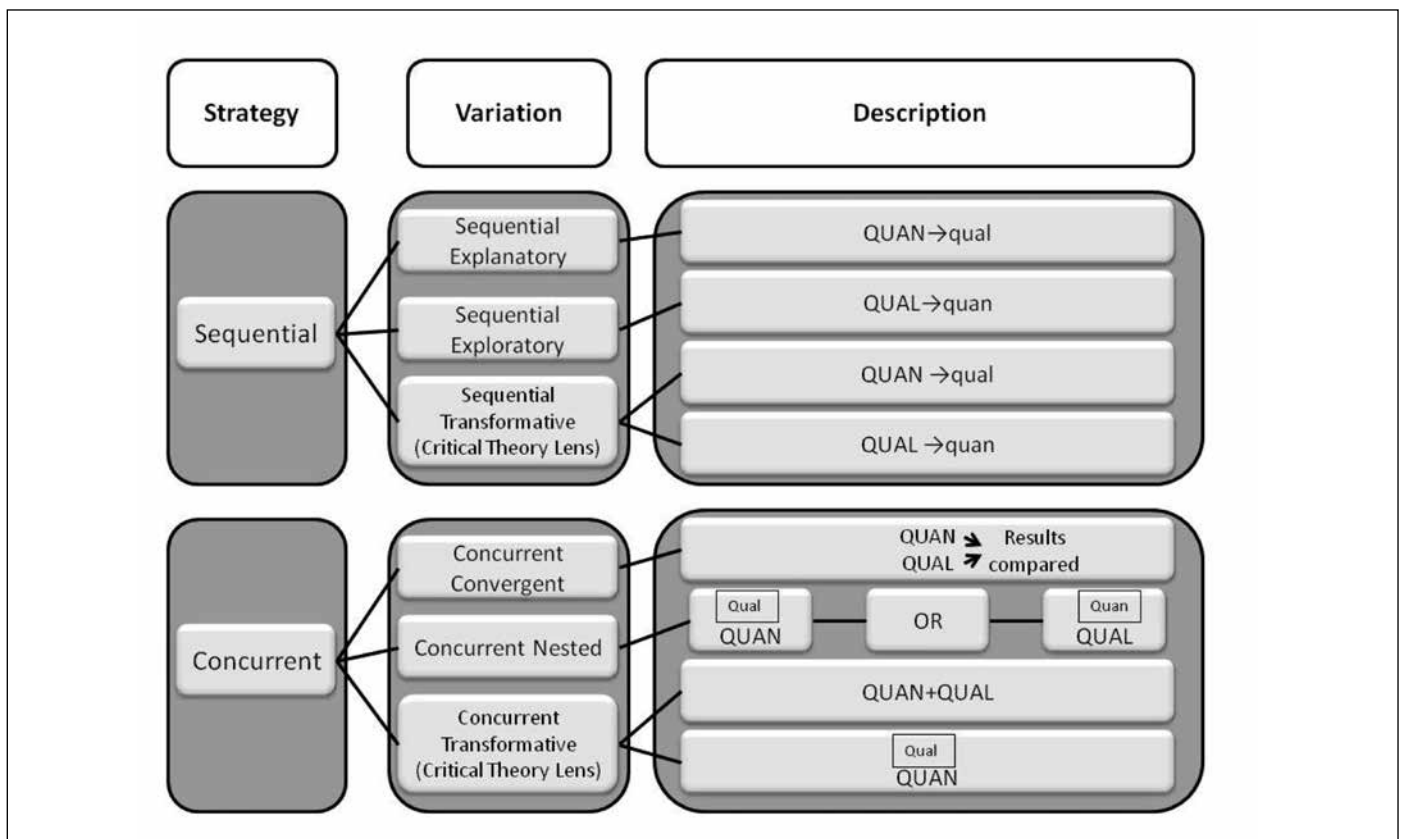 Strategy
Variation
Description
Sequential
Sequential
Explanatory
QUAN→qual
Sequential
Exploratory
QUAL→quan
Sequential
Transformative
(Critical Theory Lens)
QUAN →qual
QUAL →quan
Concurrent
Concurrent
Convergent
QUAN ➘ Results
QUAL ➚ compared
Concurrent Nested
Qual
QUAN
OR
Quan
QUAL
Concurrent
Transformative
(Critical Theory Lens)
QUAN+QUAL
Qual
QUAN